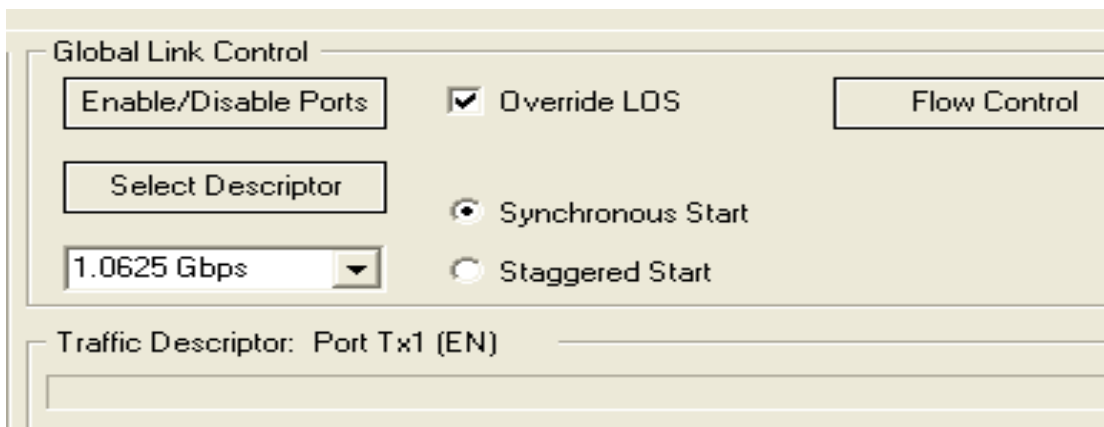 Global Link Control
Enable/Disable Ports
Override LOS
Flow Control
Select Descriptor
Synchronous Start
1.0625 Gbps
Staggered Start
Traffic Descriptor: Port Tx1 (EN)